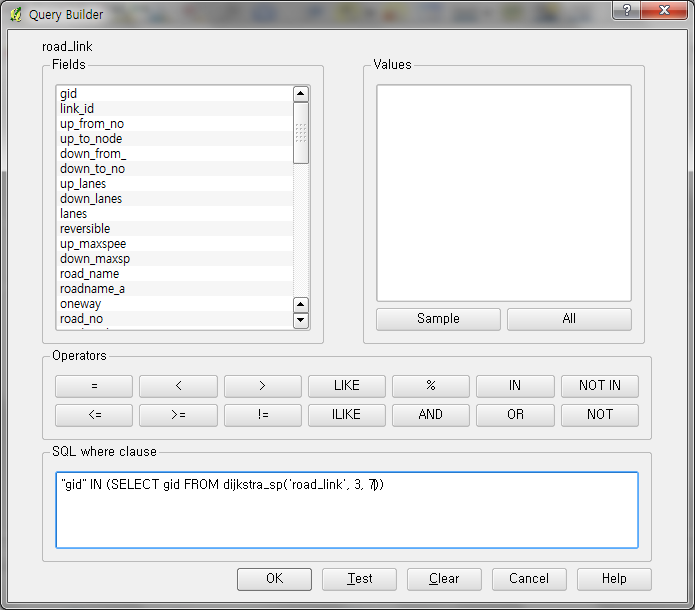 Query Builder
road_link
Fields
Values
gid
link_id
up_from_no
up_to_node
down_from_
down_to_no
up_lanes
down_lanes
lanes
reversible
up_maxspee
down_maxsp
road_name
roadname_a
oneway
road_no
Sample All
Operators
= < > LIKE % IN NOT IN
<= >= != ILIKE AND OR NOT
SQL where clause
"gid" IN (SELECT gid FROM dijkstra_sp('road_link', 3, 7))
OK Test Clear Cancel Help